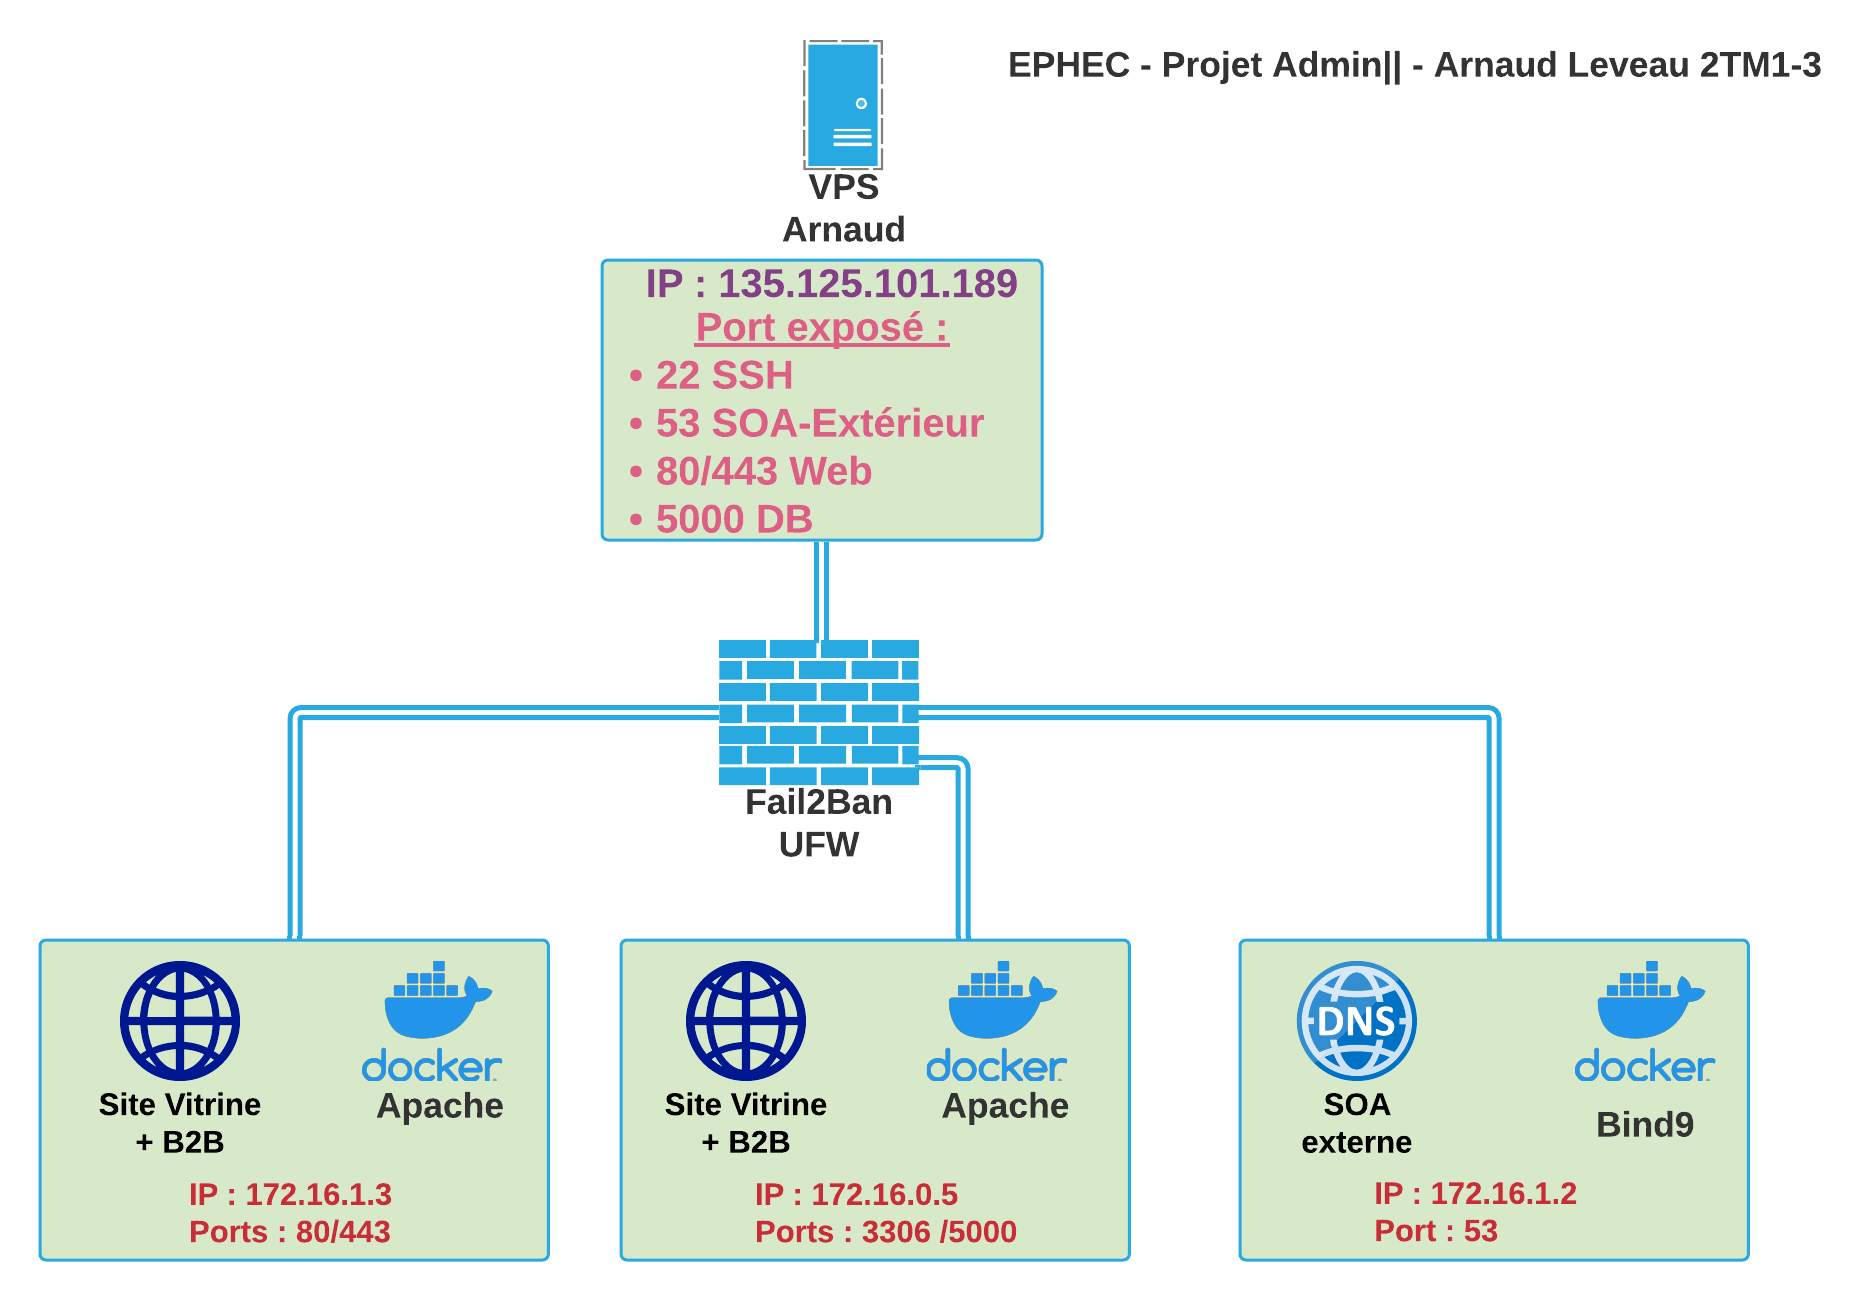 EPHEC - Projet Admin|| - Arnaud Leveau 2TM1-3
VPS
Arnaud
IP : 135.125.101.189
Port exposé :
• 22 SSH
• 53 SOA-Extérieur
• 80/443 Web
• 5000 DB
Fail2Ban
UFW
docker
Site Vitrine
+ B2B
Apache
IP : 172.16.1.3
Ports : 80/443
docker
Site Vitrine
+ B2B
Apache
IP : 172.16.0.5
Ports : 3306 /5000
DNS
docker
SOA
externe
Bind9
IP : 172.16.1.2
Port : 53